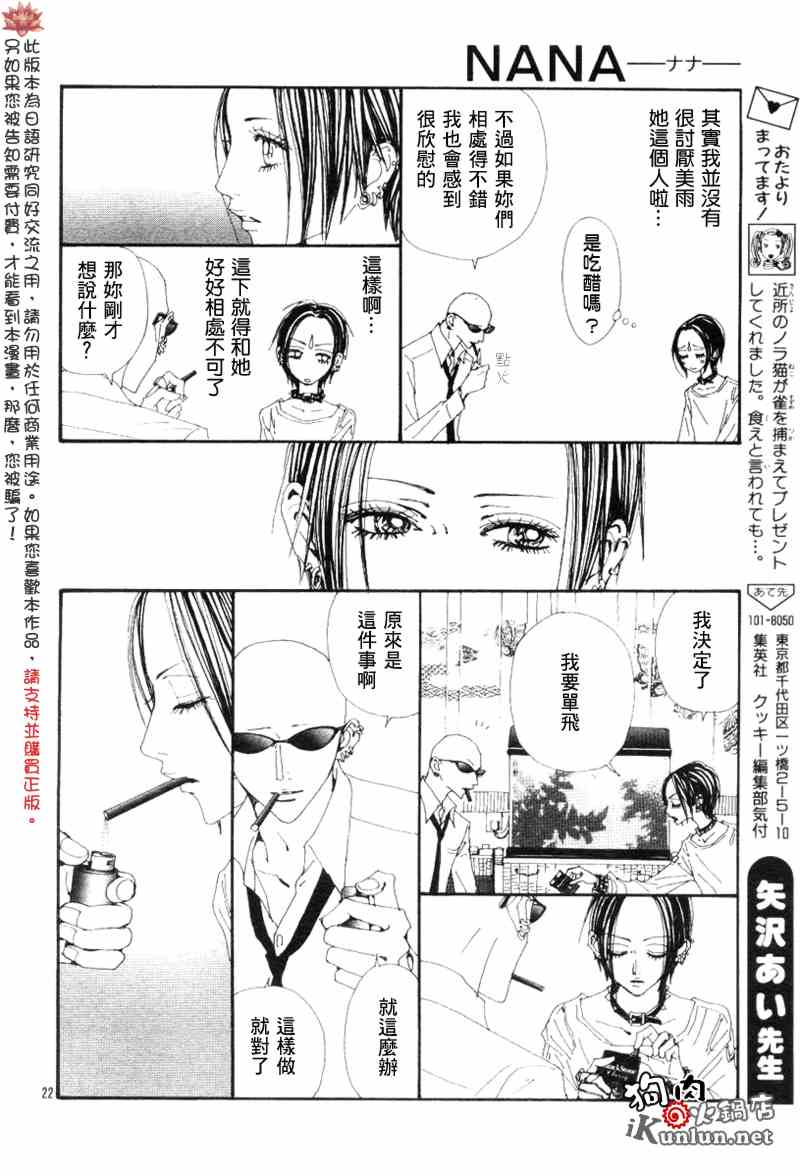 NANA—ナナ—
其實我並沒有
很討厭美雨
她這個人啦…
不過如果妳們
相處得不錯
我也會感到
很欣慰的
是吃醋嗎？
點火
這樣啊…
這下就得和她
好好相處不可了
那妳剛才
想說什麼？
我決定了
我要單飛
原來是
這件事啊
就這麼辦
這樣做
就對了
22
おたより
まってます！
近所のノラ猫が雀を捕まえてプレゼント
してくれました。食えと言われても…。
あて先
101-8050
東京都千代田区一ツ橋2-5-10
集英社 クッキー編集部気付
矢沢あい先生
此版本為日語研究同好交流之用，請勿用於任何商業用途。如果您喜歡本作品，請支持並購買正版。
另如果您被告知需要付費，才能看到本漫畫，那麼，您被騙了！
狗肉
火鍋店
iKunlun.net